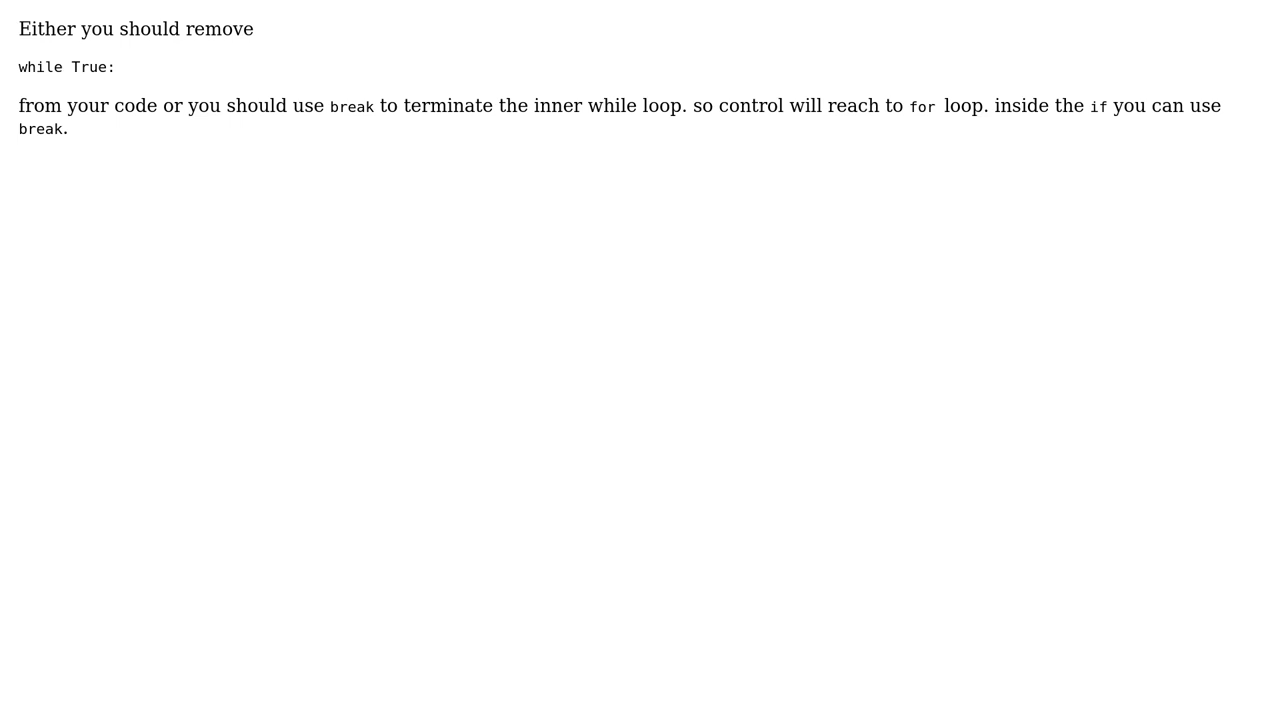 Either you should remove
while True:
from your code or you should use break to terminate the inner while loop. so control will reach to for loop. inside the if you can use
break.